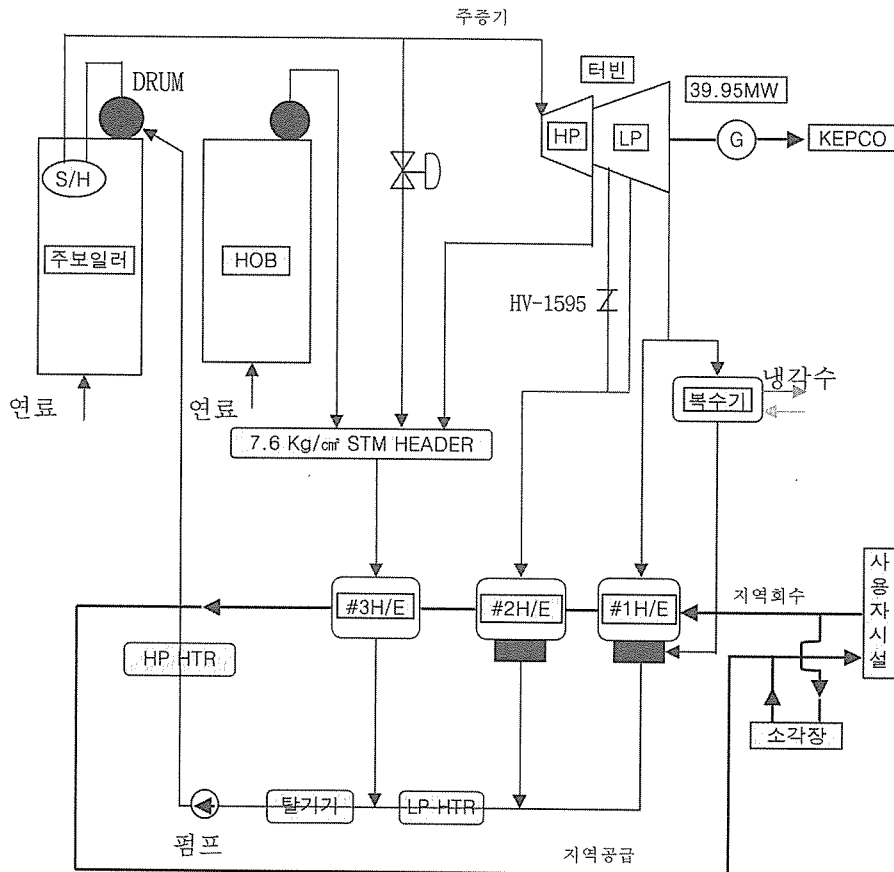 주증기
터빈
DRUM
39.95MW
HP
LP
G
KEPCO
S/H
주보일러
HOB
HV-1595
연료
연료
냉각수
복수기
7.6 Kg/㎠ STM HEADER
사용자시설
#3H/E
#2H/E
#1H/E
지역회수
HP HTR
소각장
탈기기
LP-HTR
펌프
지역공급